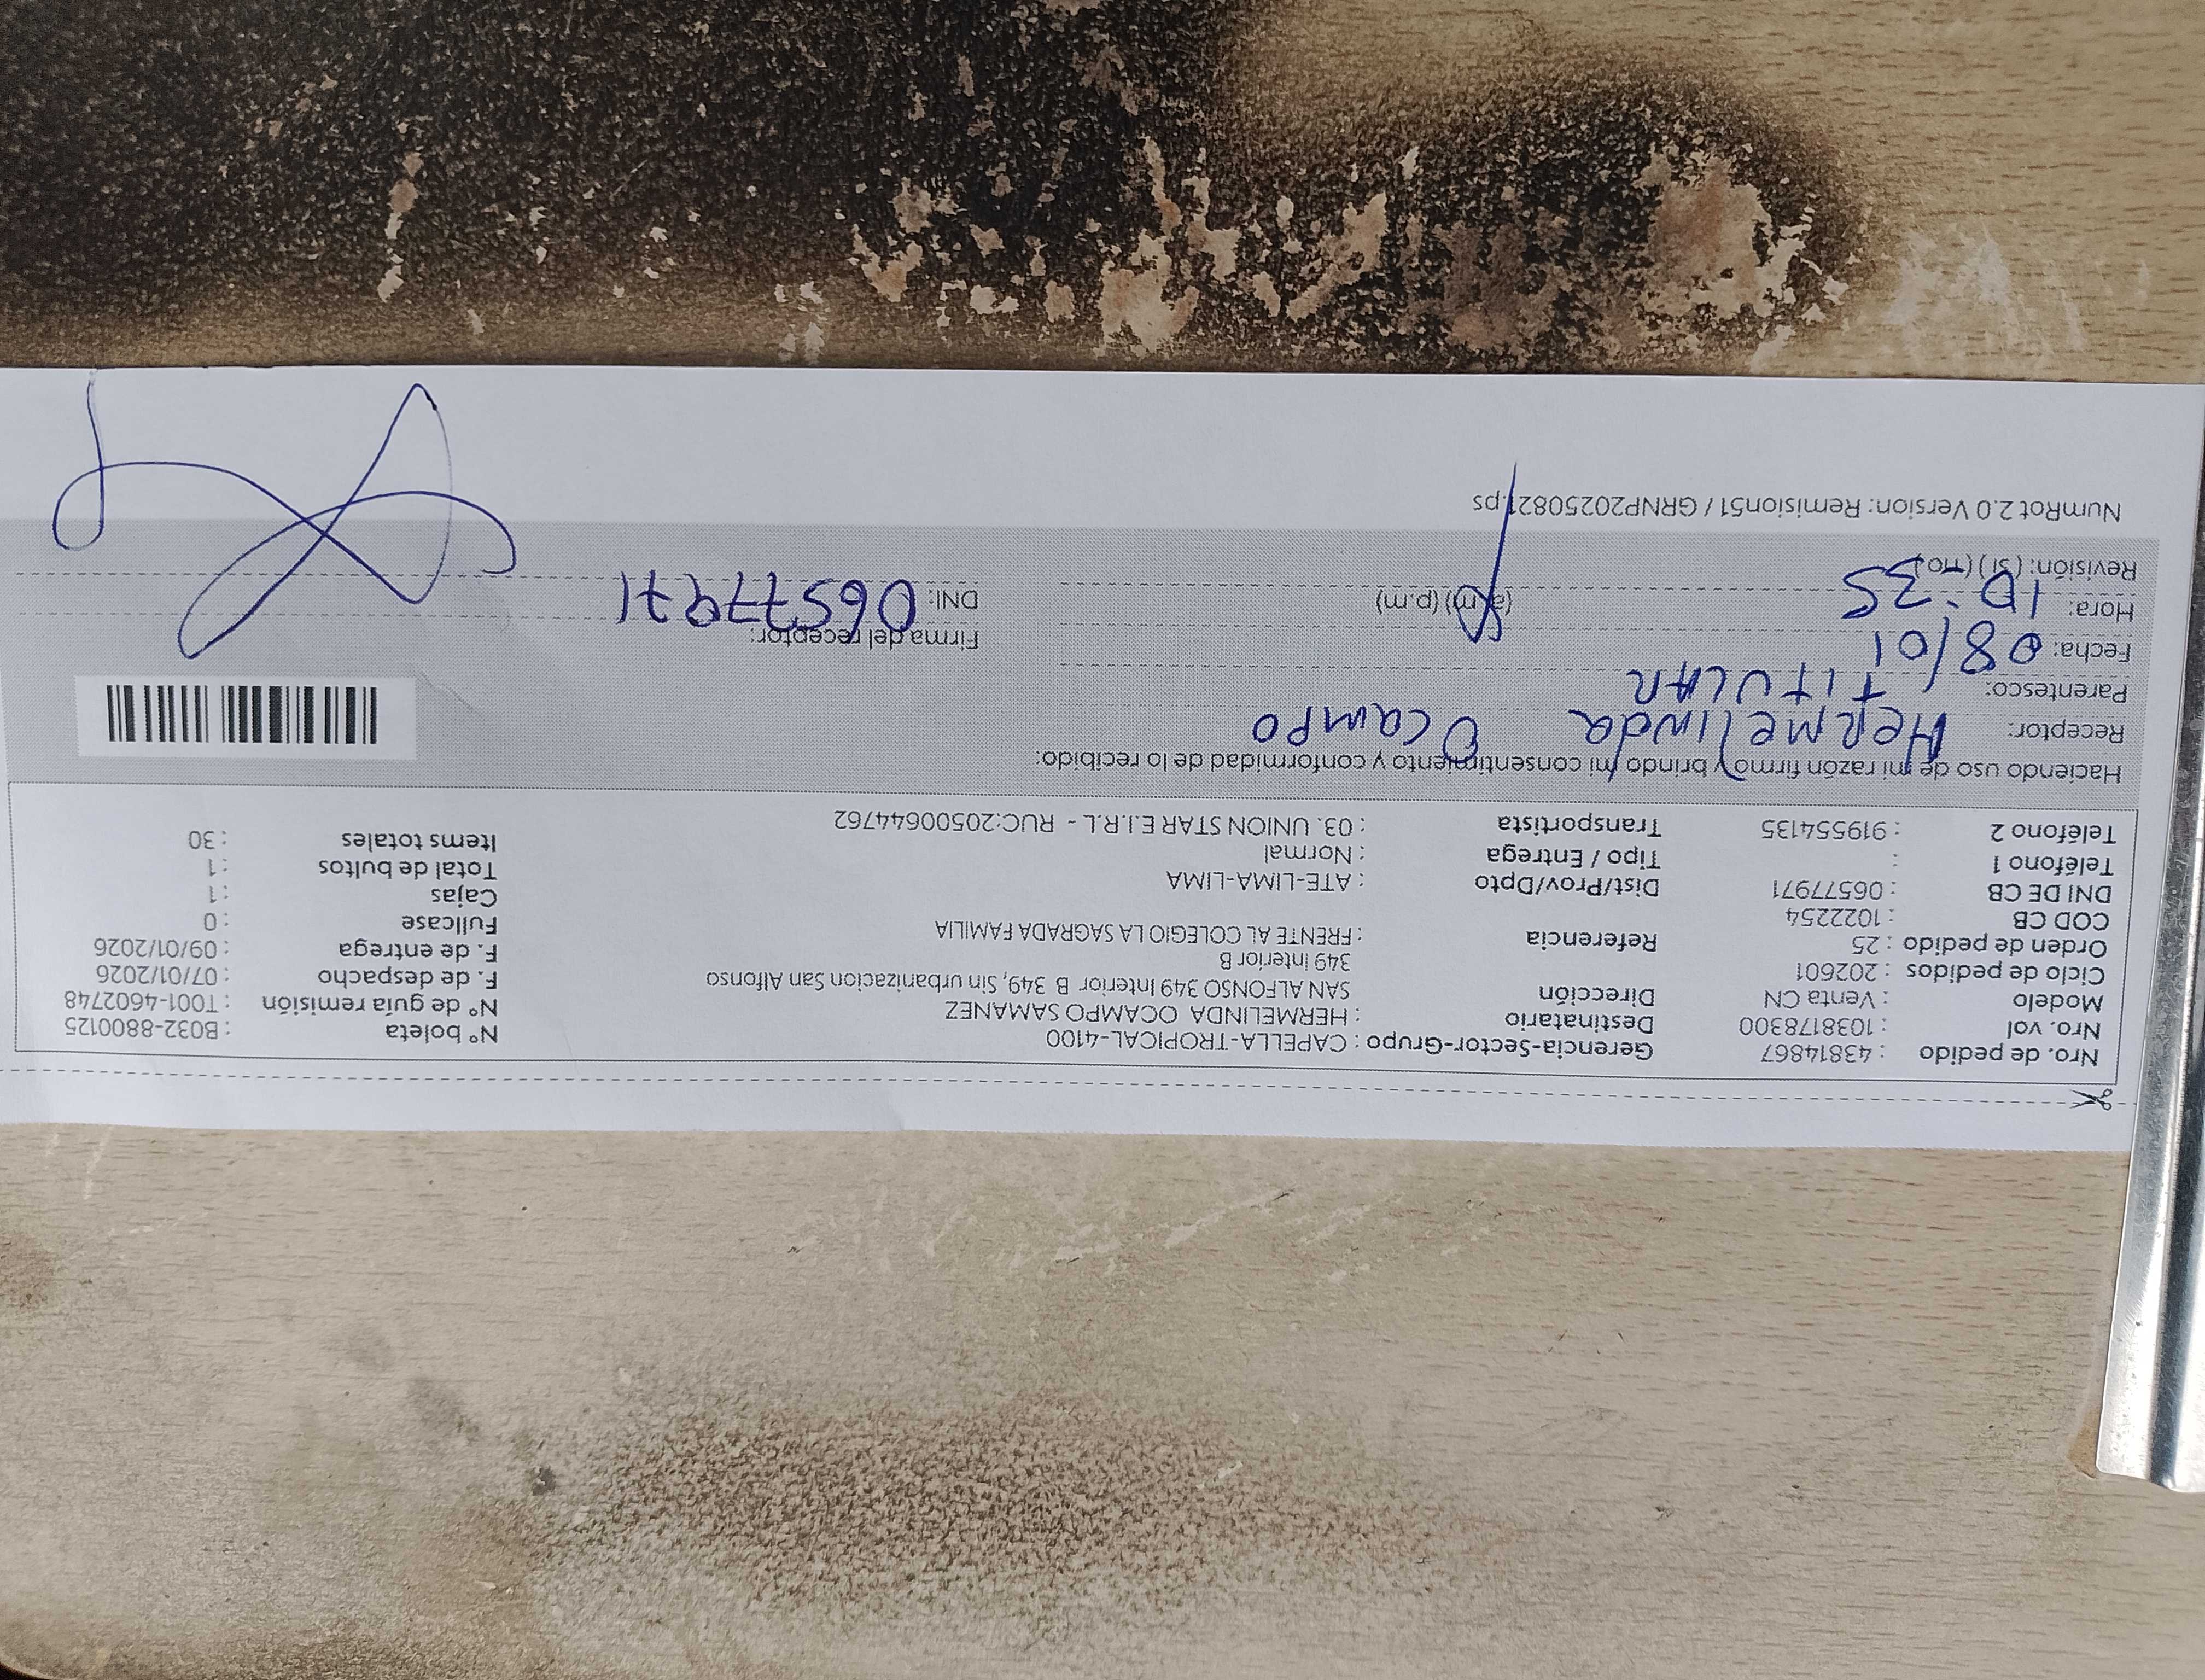 Nro. de pedido : 43814867 Gerencia-Sector-Grupo : CAPELLA-TROPICAL-4100 N° boleta : B032-8800125
Nro. vol : 1038178300 Destinatario : HERMELINDA OCAMPO SAMANEZ N° de guía remisión : T001-4602748
Modelo : Venta CN Dirección SAN ALFONSO 349 Interior B 349, Sin urbanizacion San Alfonso F. de despacho : 07/01/2026
Ciclo de pedidos : 202601 349 Interior B F. de entrega : 09/01/2026
Orden de pedido : 25 Referencia : FRENTE AL COLEGIO LA SAGRADA FAMILIA Fullcase : 0
COD CB : 1022254 Cajas : 1
DNI DE CB : 06577971 Dist/Prov/Dpto : ATE-LIMA-LIMA Total de bultos : 1
Teléfono 1 : Tipo / Entrega : Normal Items totales : 30
Teléfono 2 : 919554135 Transportista : 03. UNION STAR E.I.R.L - RUC:20500644762
Haciendo uso de mi razón firmo y brindo mi consentimiento y conformidad de lo recibido:
Receptor: HERMELINDA OCAMPO
Parentesco: TITULAR
Fecha: 08/01 Firma del receptor:
Hora: 10:35 (a.m) (p.m) DNI: 06577971
Revisión: (si) (no)
NumRot 2.0 Version: Remision51 / GRNP20250821.ps